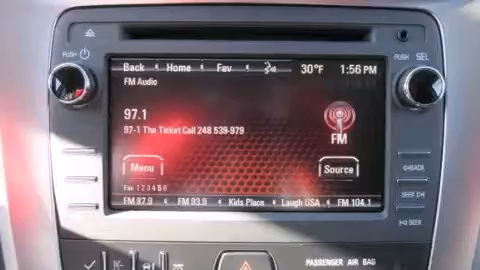 PUSH
PUSH SEL
Back Home Fav 30°F 1:56 PM
FM Audio
97.1
97-1 The Ticket Call 248 539-979
FM
Menu
Source
Fav 1 2 3 4 5 6
FM 97.9 FM 93.9 Kids Place Laugh USA FM 104.1
BACK
SEEK
SEEK
PASSENGER AIR BAG